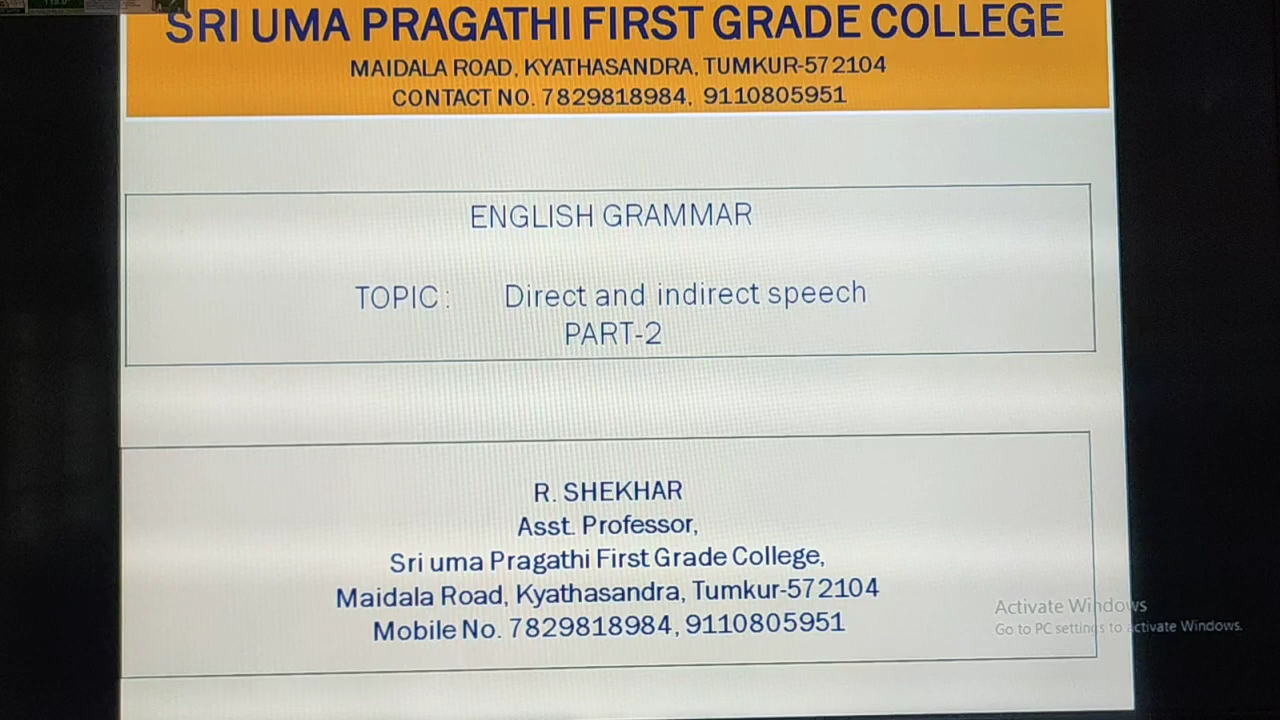 SRI UMA PRAGATHI FIRST GRADE COLLEGE
MAIDALA ROAD, KYATHASANDRA, TUMKUR-572104
CONTACT NO. 7829818984, 9110805951
ENGLISH GRAMMAR
TOPIC: Direct and indirect speech
PART-2
R. SHEKHAR
Asst. Professor,
Sri uma Pragathi First Grade College,
Maidala Road, Kyathasandra, Tumkur-572104
Mobile No. 7829818984, 9110805951
Activate Windows
Go to PC settings to activate Windows.